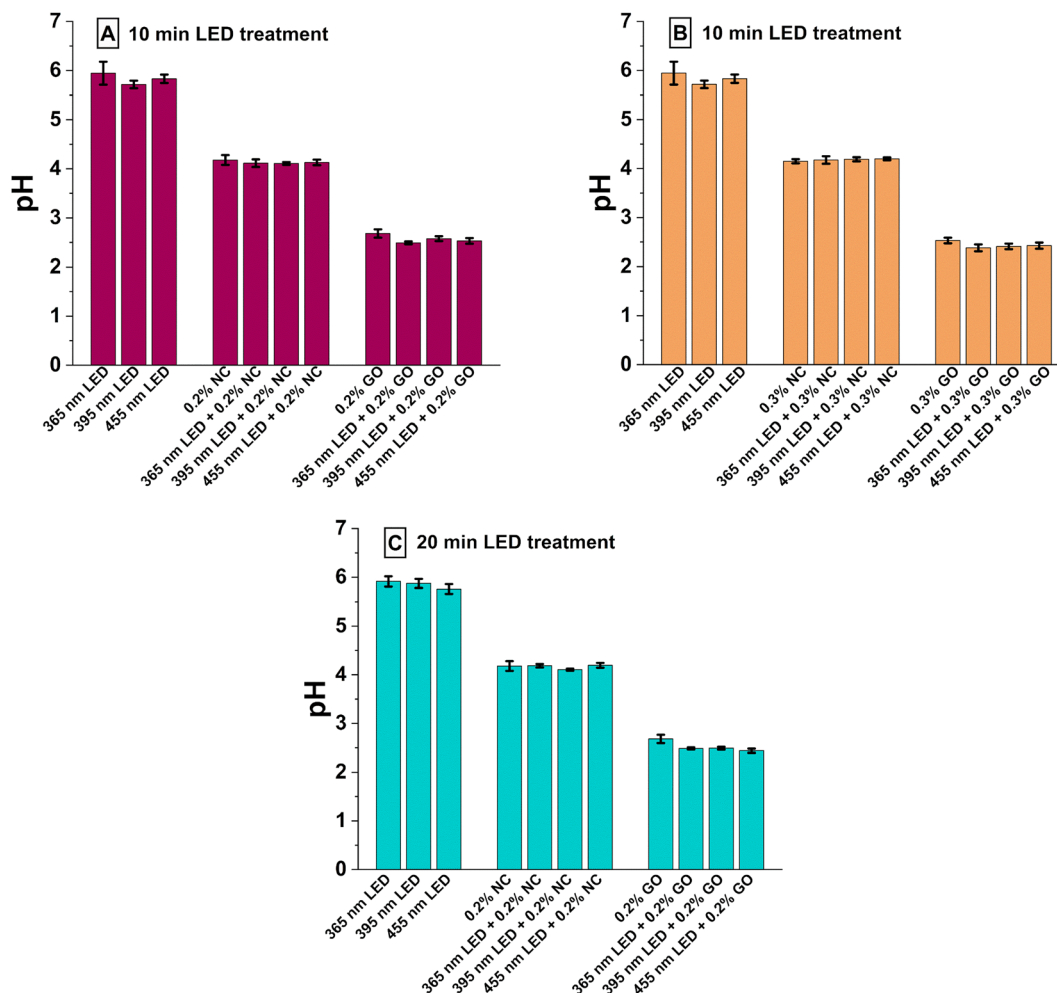 A 10 min LED treatment
pH
7
6
5
4
3
2
1
0
365 nm LED
395 nm LED
455 nm LED
0.2% NC
365 nm LED + 0.2% NC
395 nm LED + 0.2% NC
455 nm LED + 0.2% NC
0.2% GO
365 nm LED + 0.2% GO
395 nm LED + 0.2% GO
455 nm LED + 0.2% GO
B 10 min LED treatment
pH
7
6
5
4
3
2
1
0
365 nm LED
395 nm LED
455 nm LED
0.3% NC
365 nm LED + 0.3% NC
395 nm LED + 0.3% NC
455 nm LED + 0.3% NC
0.3% GO
365 nm LED + 0.3% GO
395 nm LED + 0.3% GO
455 nm LED + 0.3% GO
C 20 min LED treatment
pH
7
6
5
4
3
2
1
0
365 nm LED
395 nm LED
455 nm LED
0.2% NC
365 nm LED + 0.2% NC
395 nm LED + 0.2% NC
455 nm LED + 0.2% NC
0.2% GO
365 nm LED + 0.2% GO
395 nm LED + 0.2% GO
455 nm LED + 0.2% GO